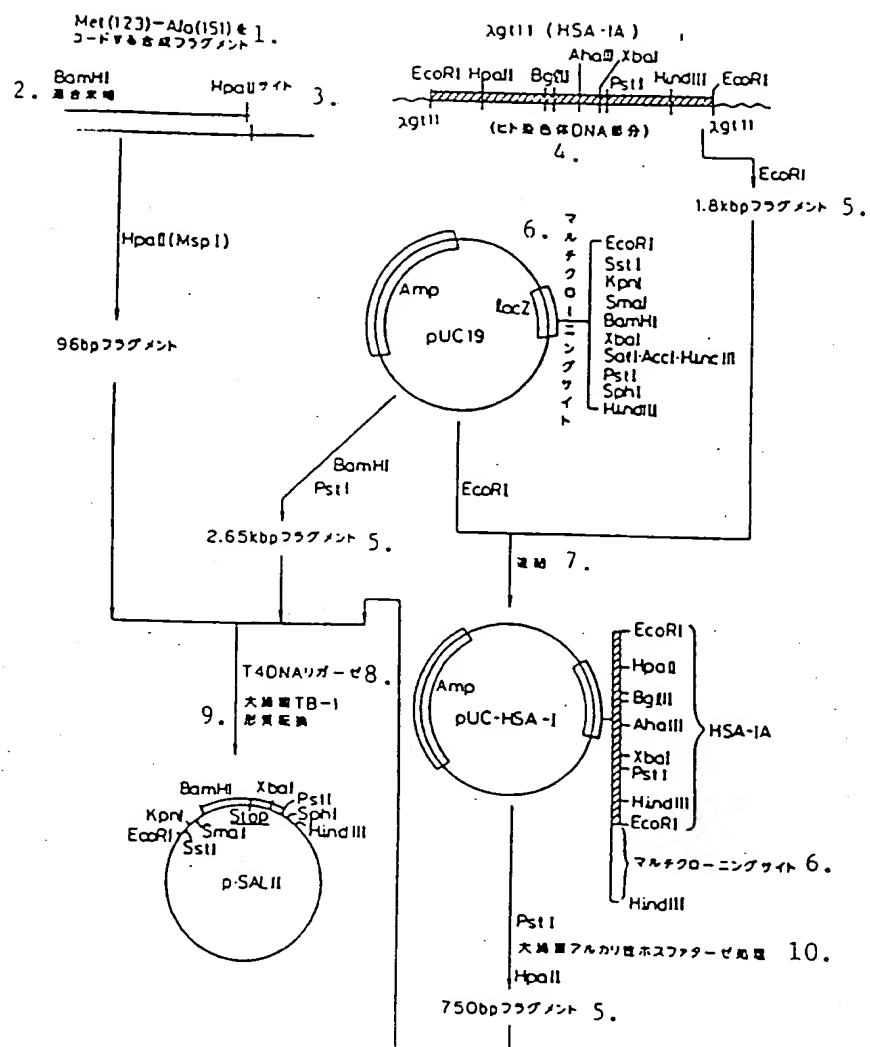 Met(123)-Ala(151)を
コードする合成フラグメント 1.
2. BamHI
混合末端
HpaIIサイト 3.
λgt11 (HSA-IA)
EcoRI HpaII BglII AhaIII XbaI PstI HindIII EcoRI
λgt11 (ヒト染色体DNA部分) λgt11
4.
EcoRI
1.8kbpフラグメント 5.
HpaII(MspI)
96bpフラグメント
6. マルチクローニングサイト
Amp
lacZ
pUC19
EcoRI
SstI
KpnI
SmaI
BamHI
XbaI
SalI·AccI·HincII
PstI
SphI
HindIII
BamHI
PstI
2.65kbpフラグメント 5.
EcoRI
連結 7.
T4DNAリガーゼ 8.
9. 大腸菌TB-1
形質転換
BamHI XbaI PstI
KpnI Stop SphI
EcoRI SmaI HindIII
SstI
p·SALII
Amp
pUC-HSA-I
EcoRI
HpaII
BglII
AhaIII
XbaI
PstI
HindIII
EcoRI
HSA-IA
マルチクローニングサイト 6.
HindIII
PstI
大腸菌アルカリ性ホスファターゼ処理 10.
HpaII
750bpフラグメント 5.